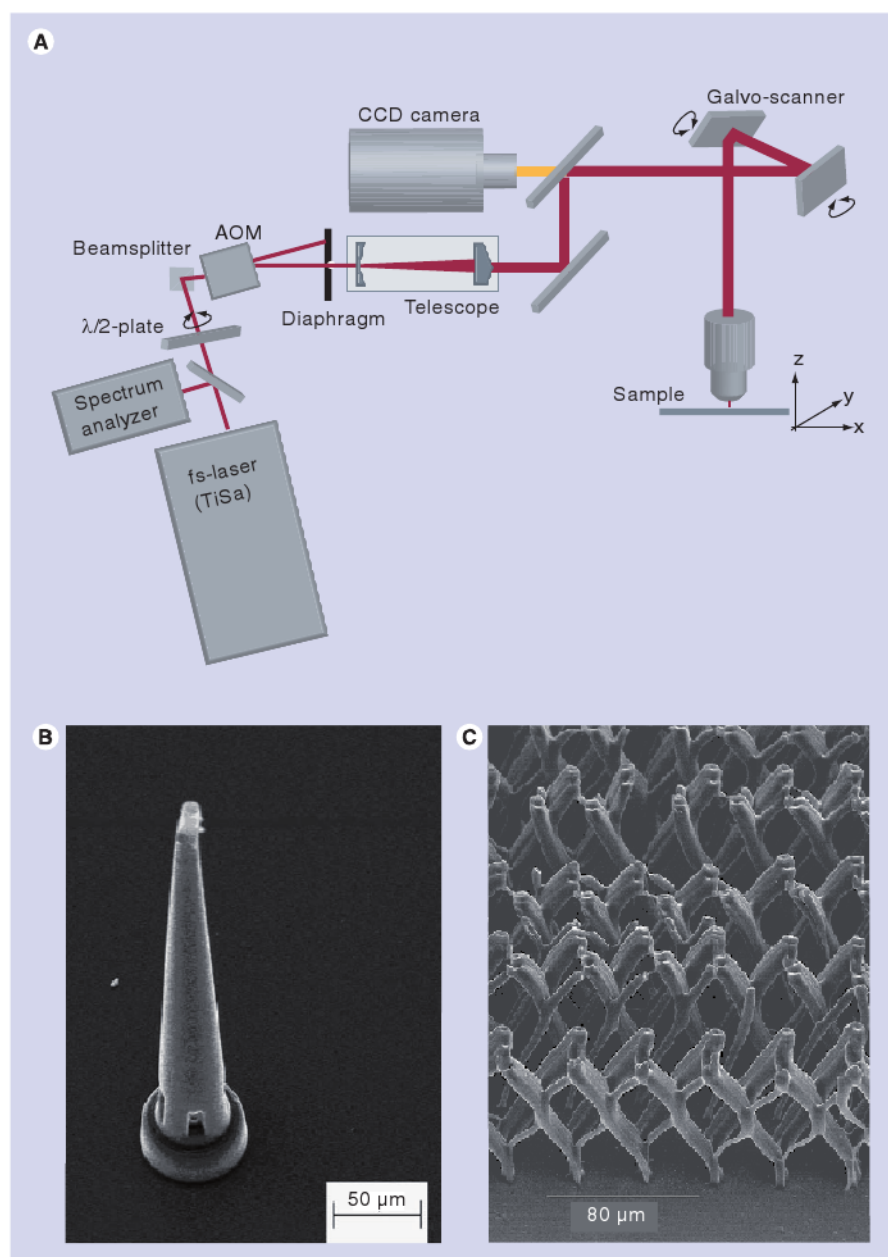 A
Galvo-scanner
CCD camera
AOM
Beamsplitter
λ/2-plate
Diaphragm
Telescope
Spectrum
analyzer
fs-laser
(TiSa)
Sample
z
y
x
B
50 µm
C
80 µm